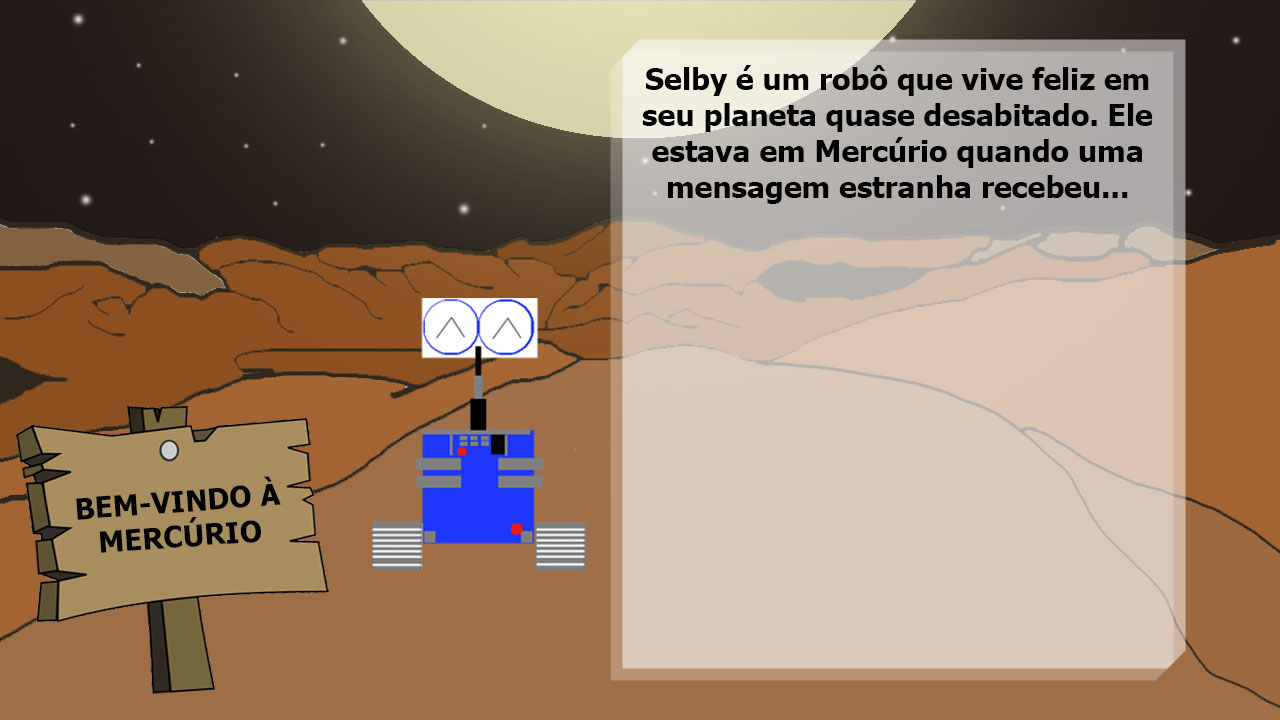 Selby é um robô que vive feliz em
seu planeta quase desabitado. Ele
estava em Mercúrio quando uma
mensagem estranha recebeu...
BEM-VINDO À
MERCÚRIO